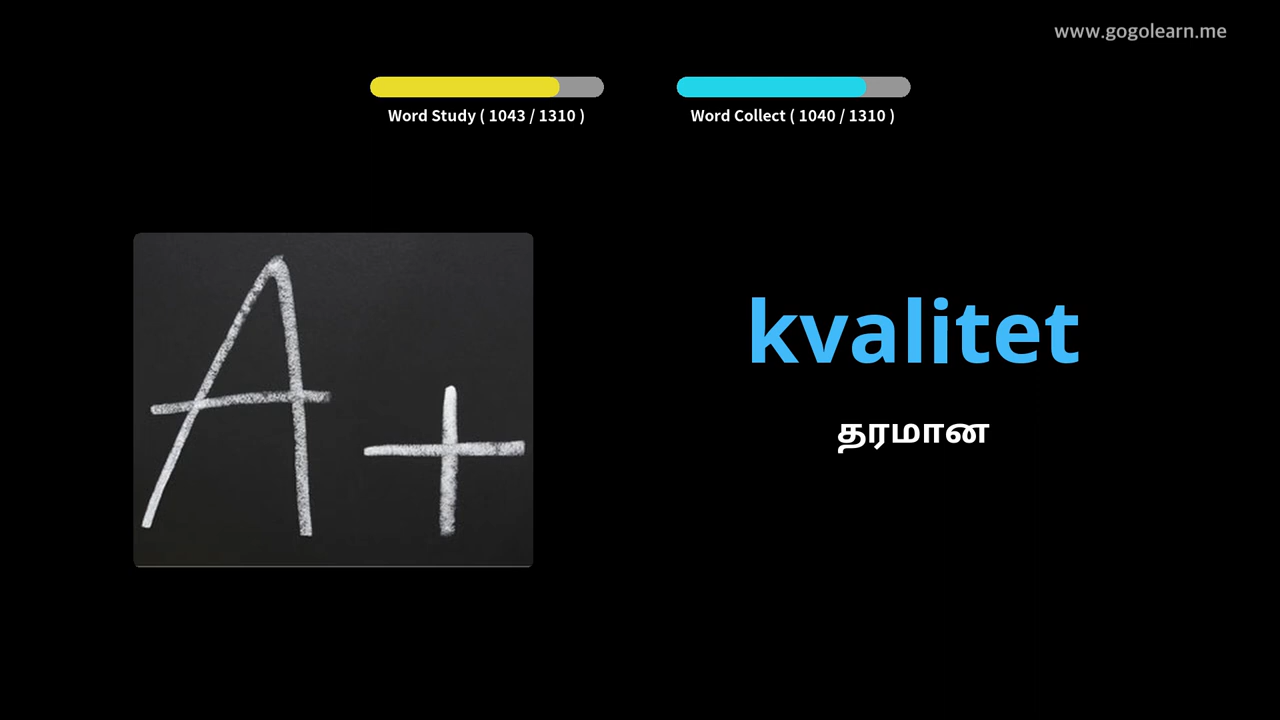 www.gogolearn.me
Word Study ( 1043 / 1310 )
Word Collect ( 1040 / 1310 )
A+
kvalitet
தரமான